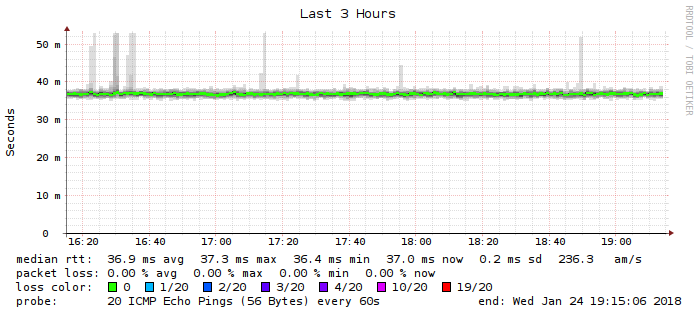 Last 3 Hours
RRDTOOL / TOBI OETIKER
Seconds
50 m
40 m
30 m
20 m
10 m
0
16:20 16:40 17:00 17:20 17:40 18:00 18:20 18:40 19:00
median rtt: 36.9 ms avg 37.3 ms max 36.4 ms min 37.0 ms now 0.2 ms sd 236.3 am/s
packet loss: 0.00 % avg 0.00 % max 0.00 % min 0.00 % now
loss color: 0 1/20 2/20 3/20 4/20 10/20 19/20
probe: 20 ICMP Echo Pings (56 Bytes) every 60s end: Wed Jan 24 19:15:06 2018